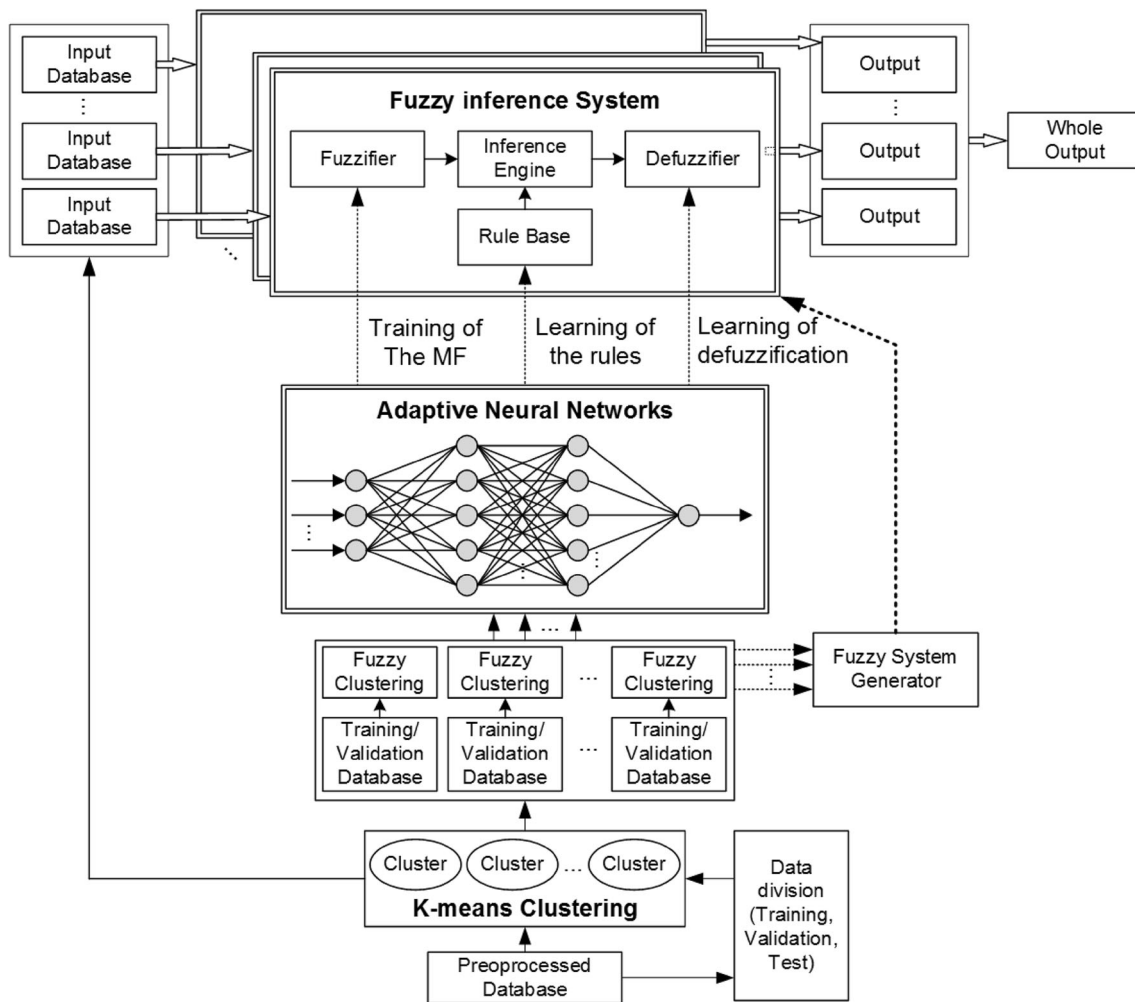 Input
Database
⋮
Input
Database
Input
Database
Fuzzy inference System
Fuzzifier
Inference
Engine
Defuzzifier
Rule Base
Output
⋮
Output
Output
Whole
Output
...
Training of
The MF
Learning of
the rules
Learning of
defuzzification
Adaptive Neural Networks
...
Fuzzy
Clustering
Fuzzy
Clustering
...
Fuzzy
Clustering
Training/
Validation
Database
Training/
Validation
Database
...
Training/
Validation
Database
Fuzzy System
Generator
Cluster
Cluster
...
Cluster
K-means Clustering
Data
division
(Training,
Validation,
Test)
Preoprocessed
Database